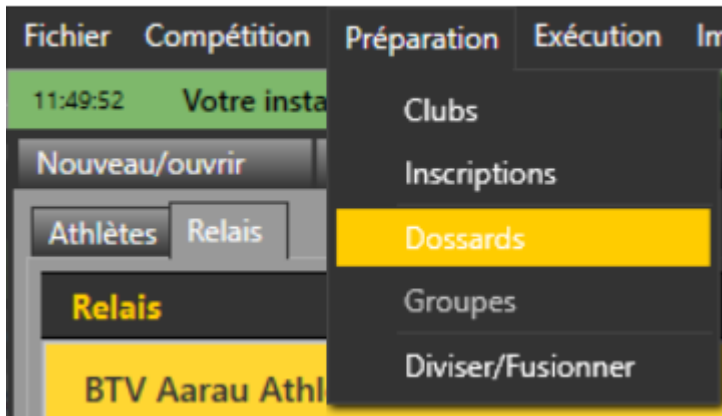 Fichier Compétition Préparation Exécution Im
11:49:52 Votre insta
Clubs
Nouveau/ouvrir
Inscriptions
Athlètes Relais
Dossards
Relais
Groupes
Diviser/Fusionner
BTV Aarau Athl